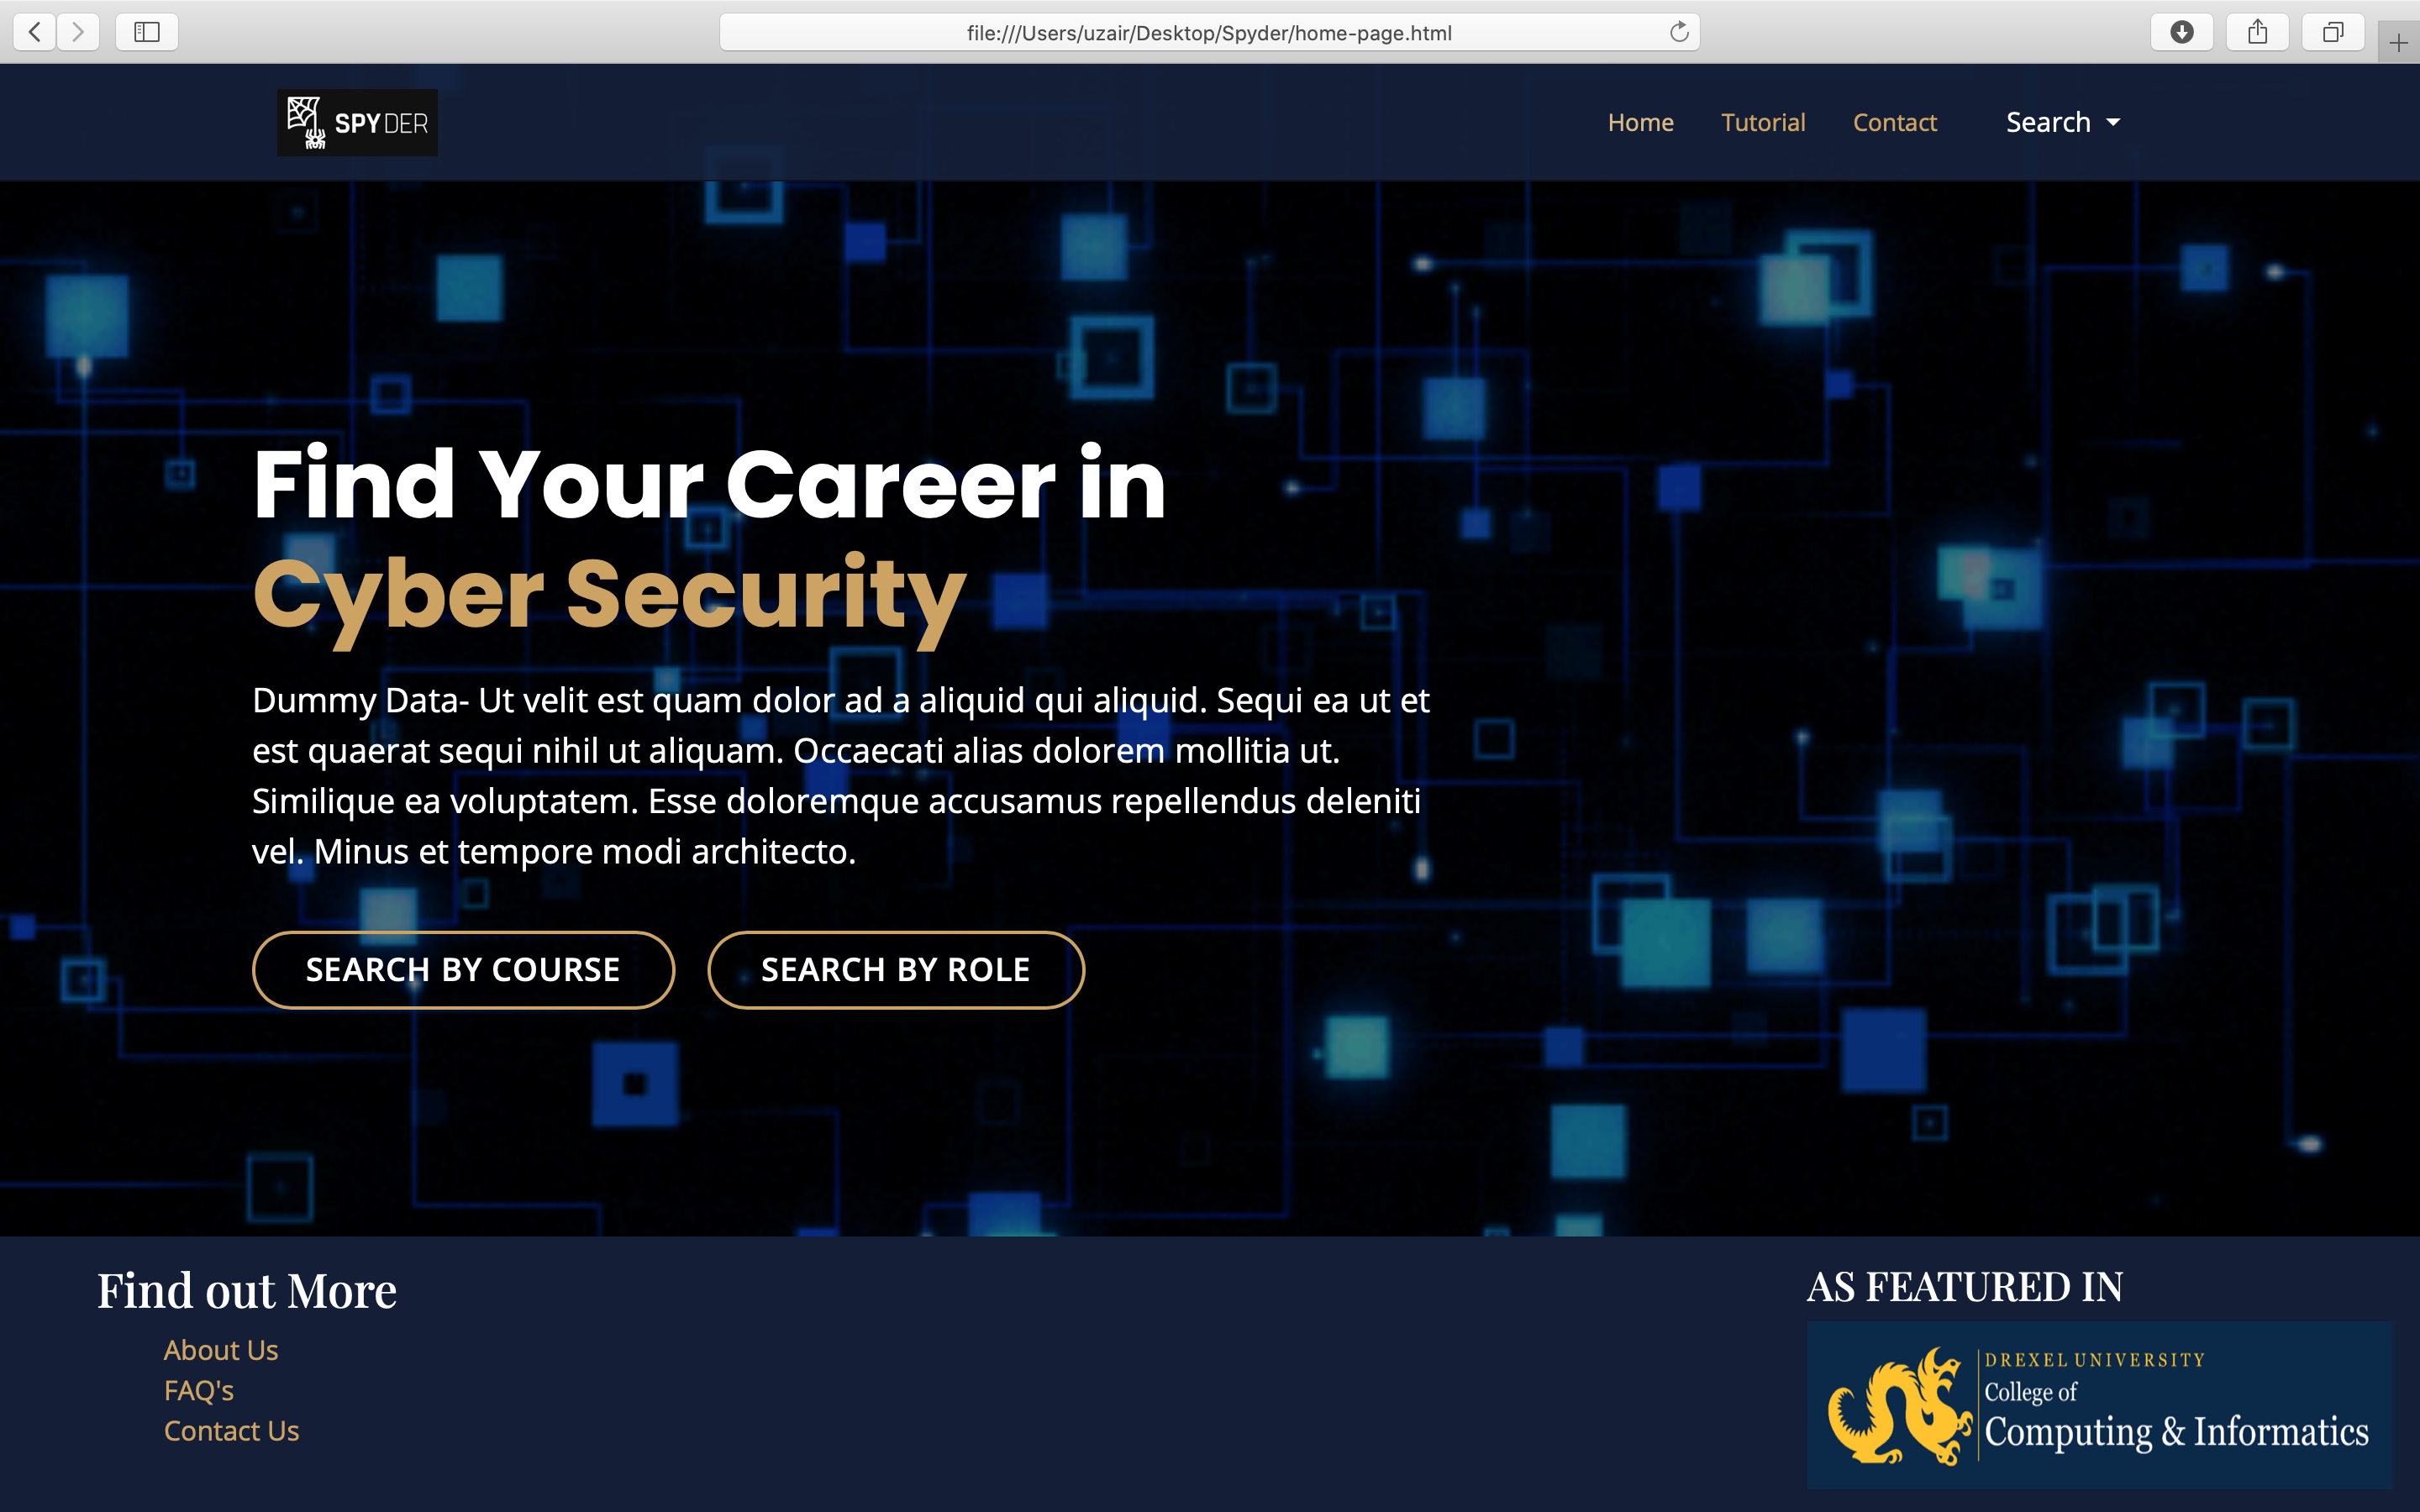 file:///Users/uzair/Desktop/Spyder/home-page.html
SPYDER
Home Tutorial Contact Search
Find Your Career in
Cyber Security
Dummy Data- Ut velit est quam dolor ad a aliquid qui aliquid. Sequi ea ut et
est quaerat sequi nihil ut aliquam. Occaecati alias dolorem mollitia ut.
Similique ea voluptatem. Esse doloremque accusamus repellendus deleniti
vel. Minus et tempore modi architecto.
SEARCH BY COURSE SEARCH BY ROLE
Find out More
About Us
FAQ's
Contact Us
AS FEATURED IN
DREXEL UNIVERSITY
College of
Computing & Informatics